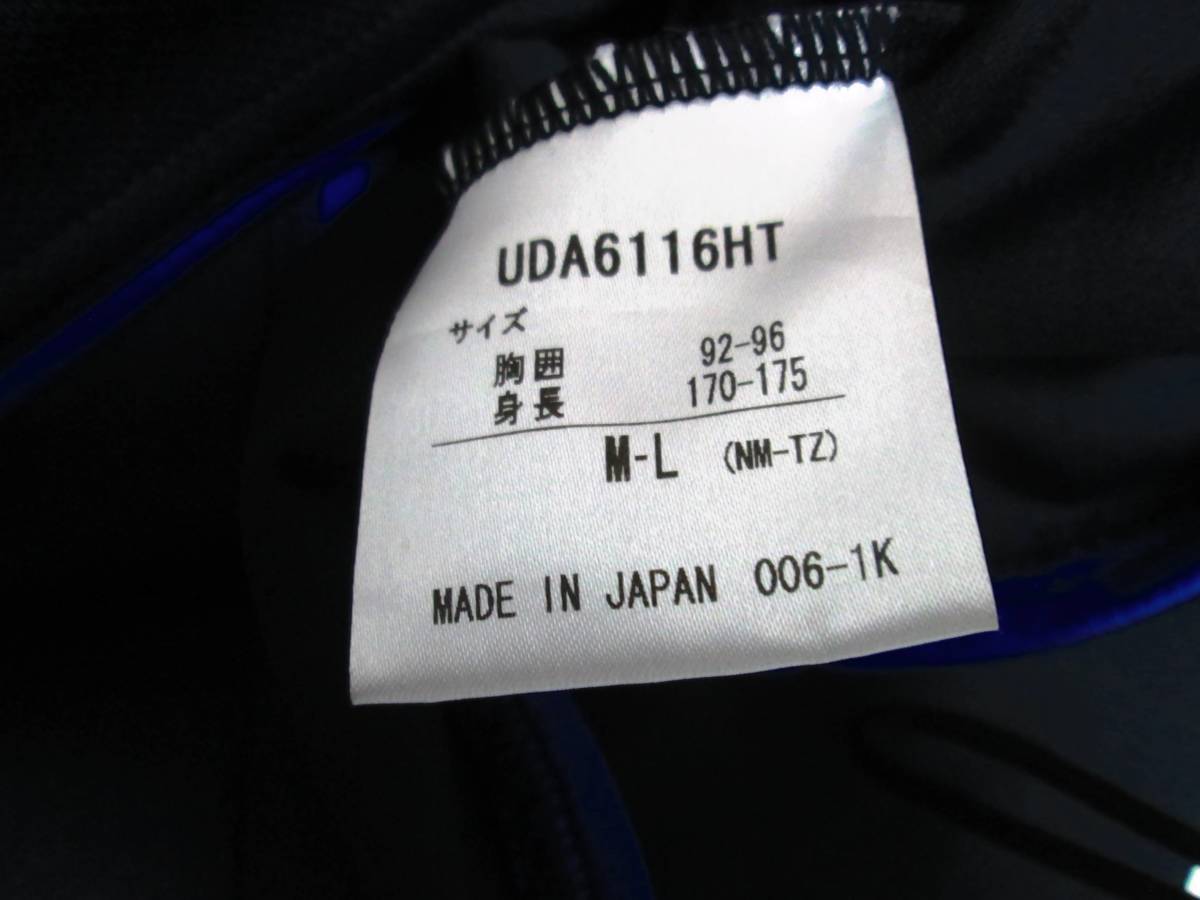 UDA6116HT
サイズ
胸囲 92-96
身長 170-175
M-L (NM-TZ)
MADE IN JAPAN 006-1K